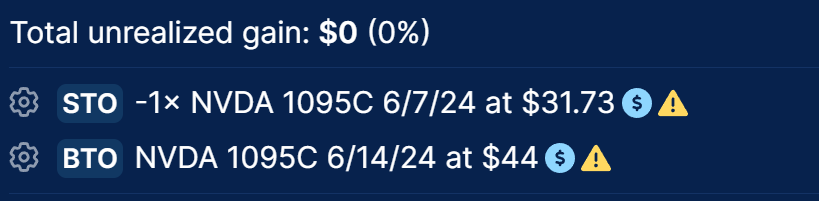 Total unrealized gain: $0 (0%)
STO -1× NVDA 1095C 6/7/24 at $31.73 $
BTO NVDA 1095C 6/14/24 at $44 $